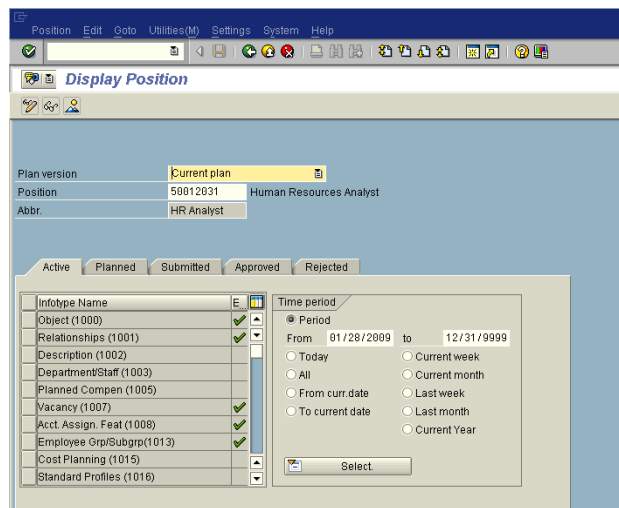 Position Edit Goto Utilities(M) Settings System Help
Display Position
Plan version Current plan
Position 50012031 Human Resources Analyst
Abbr. HR Analyst
Active Planned Submitted Approved Rejected
Infotype Name E...
Object (1000)
Relationships (1001)
Description (1002)
Department/Staff (1003)
Planned Compen (1005)
Vacancy (1007)
Acct. Assign. Feat (1008)
Employee Grp/Subgrp(1013)
Cost Planning (1015)
Standard Profiles (1016)
Time period
Period
From 01/28/2009 to 12/31/9999
Today Current week
All Current month
From curr.date Last week
To current date Last month
Current Year
Select.